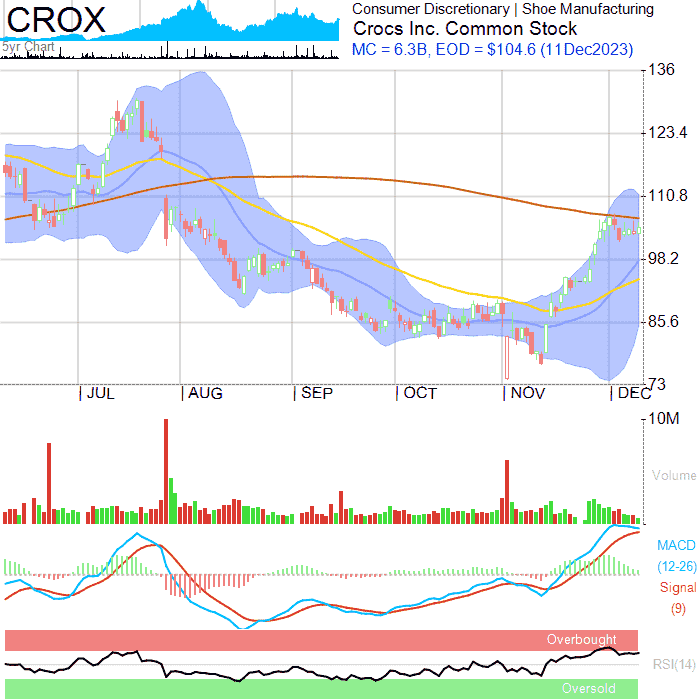 CROX
Consumer Discretionary | Shoe Manufacturing
Crocs Inc. Common Stock
MC = 6.3B, EOD = $104.6 (11Dec2023)
5yr Chart
136
123.4
110.8
98.2
85.6
73
| JUL
| AUG
| SEP
| OCT
| NOV
| DEC
10M
Volume
MACD
(12-26)
Signal
(9)
Overbought
RSI(14)
Oversold